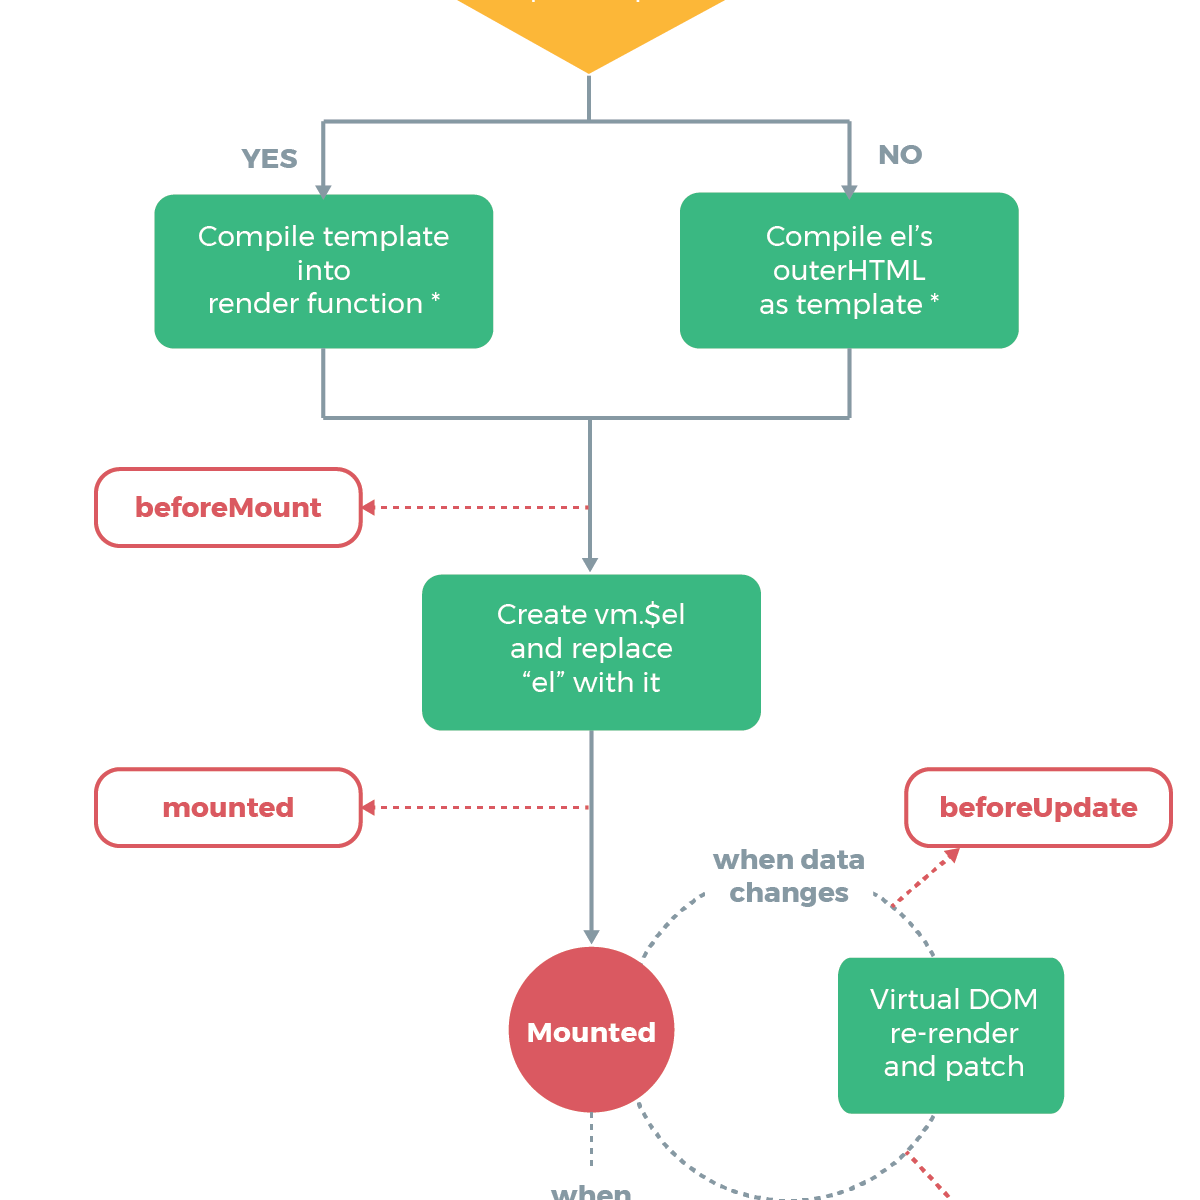 YES
NO
Compile template
into
render function *
Compile el’s
outerHTML
as template *
beforeMount
Create vm.$el
and replace
“el” with it
mounted
beforeUpdate
when data
changes
Mounted
Virtual DOM
re-render
and patch
when